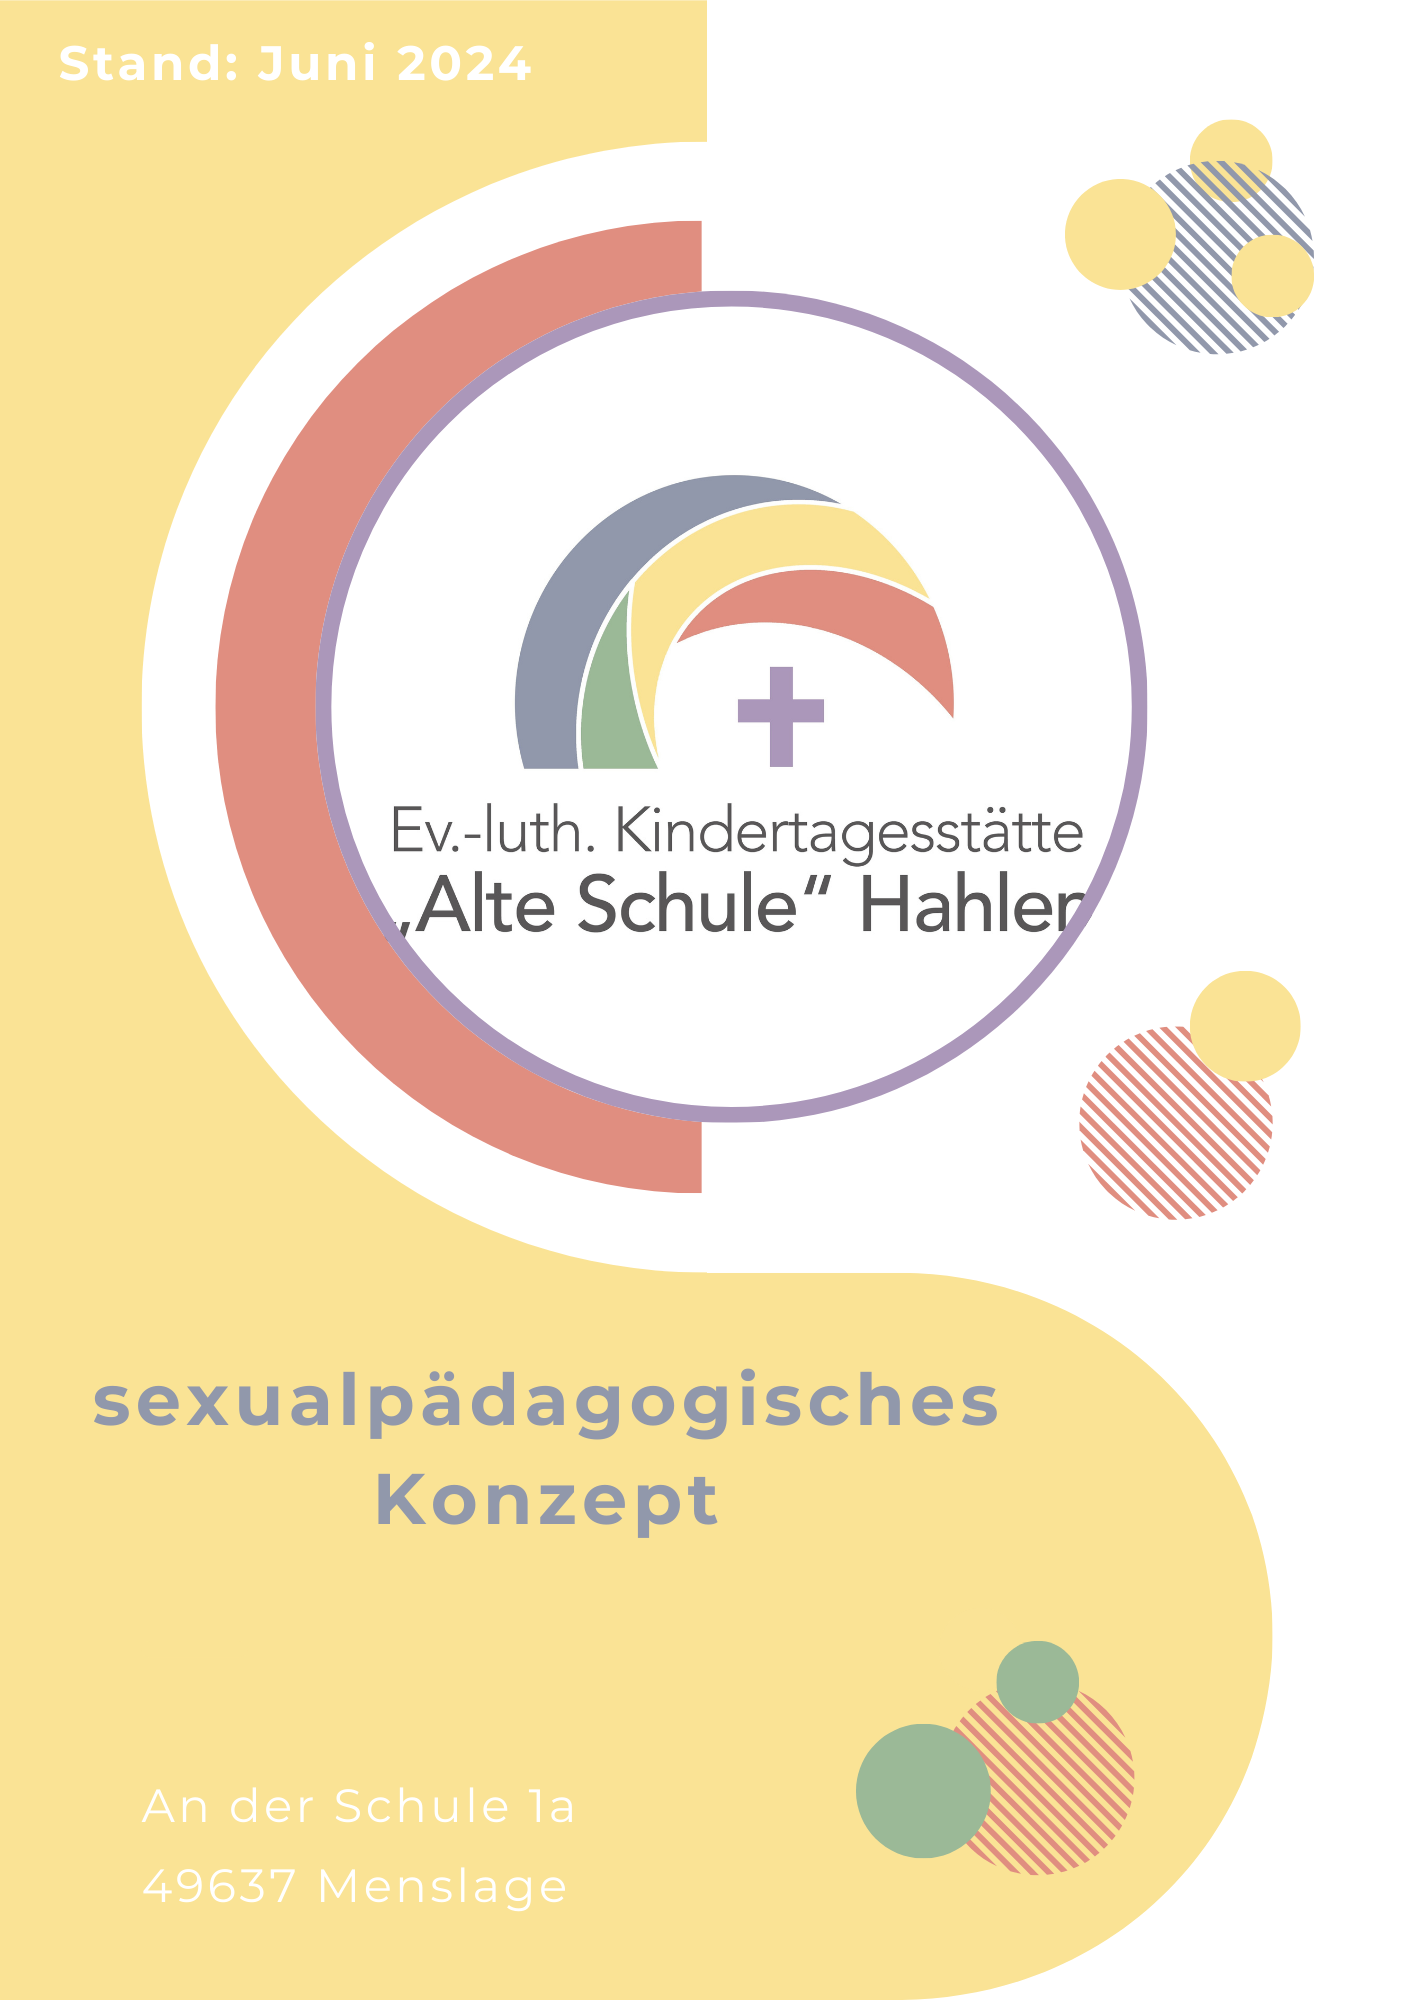 Stand: Juni 2024
Ev.-luth. Kindertagesstätte
„Alte Schule“ Hahlen
sexualpädagogisches
Konzept
An der Schule 1a
49637 Menslage